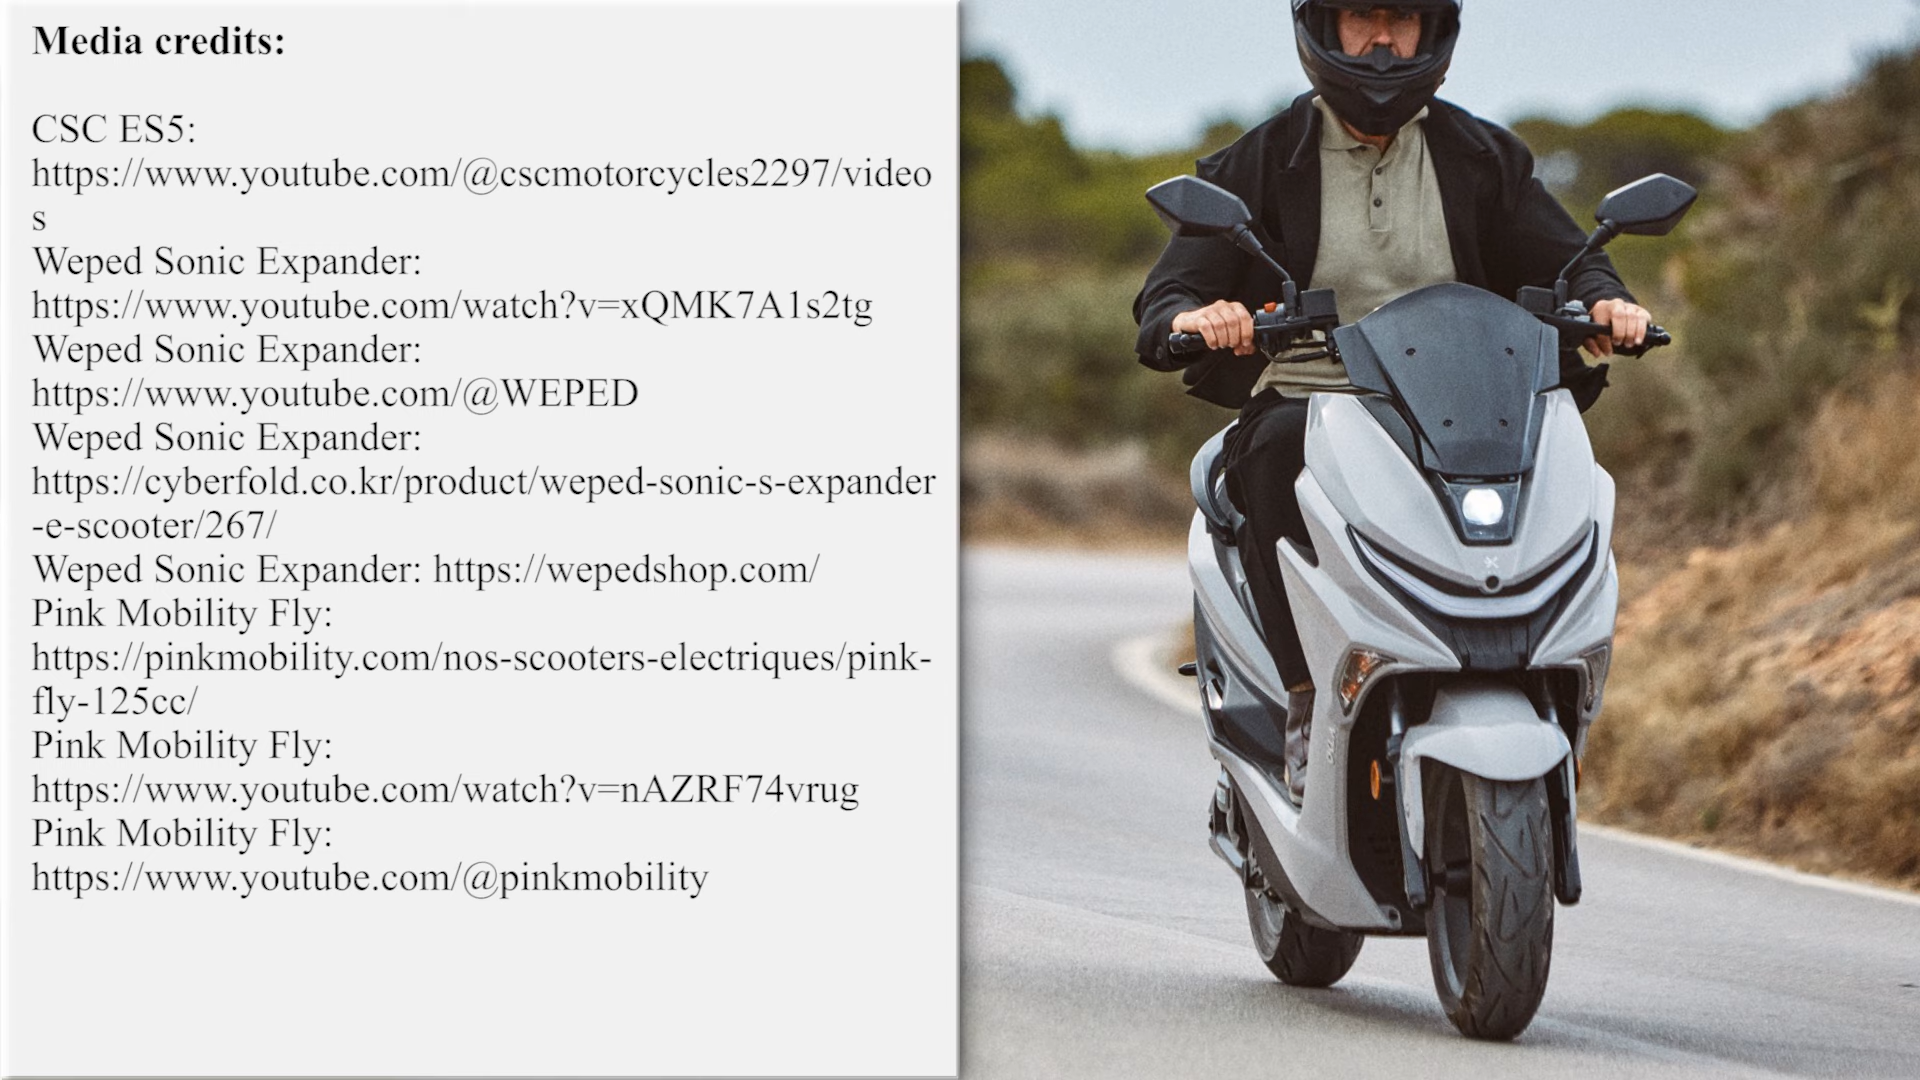 Media credits:
CSC ES5:
https://www.youtube.com/@cscmotorcycles2297/video
s
Weped Sonic Expander:
https://www.youtube.com/watch?v=xQMK7A1s2tg
Weped Sonic Expander:
https://www.youtube.com/@WEPED
Weped Sonic Expander:
https://cyberfold.co.kr/product/weped-sonic-s-expander
-e-scooter/267/
Weped Sonic Expander: https://wepedshop.com/
Pink Mobility Fly:
https://pinkmobility.com/nos-scooters-electriques/pink-
fly-125cc/
Pink Mobility Fly:
https://www.youtube.com/watch?v=nAZRF74vrug
Pink Mobility Fly:
https://www.youtube.com/@pinkmobility